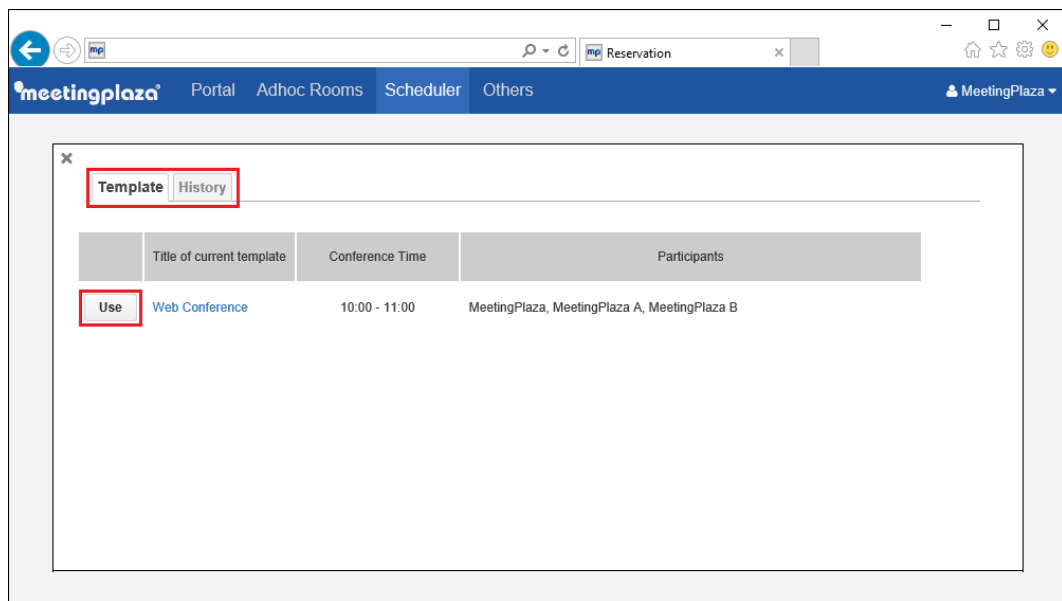 mp
mp Reservation
meetingplaza Portal Adhoc Rooms Scheduler Others MeetingPlaza
Template History
Title of current template Conference Time Participants
Use Web Conference 10:00 - 11:00 MeetingPlaza, MeetingPlaza A, MeetingPlaza B